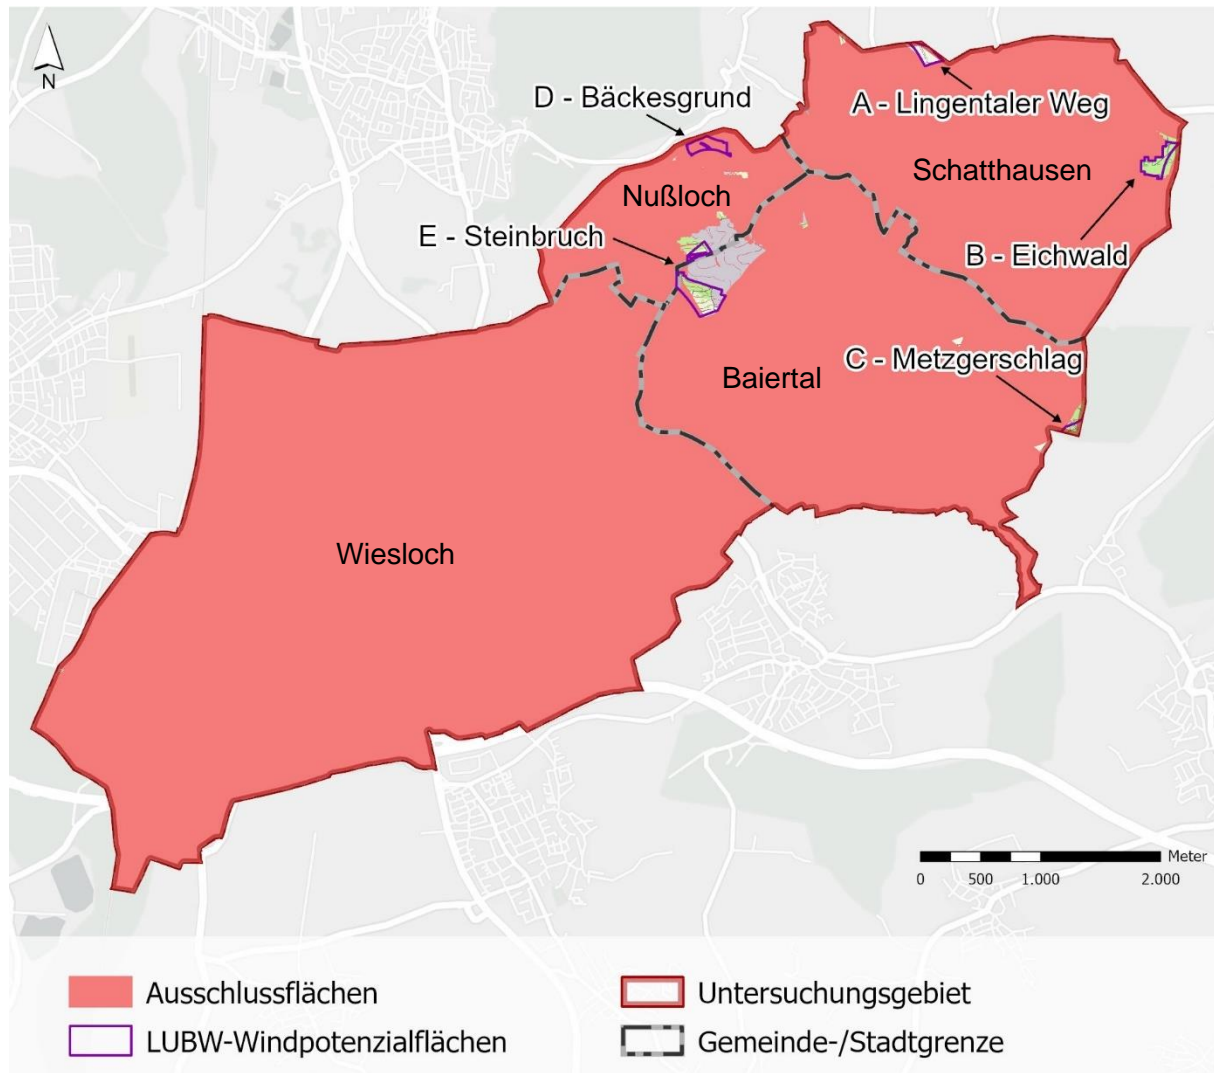 N
A - Lingentaler Weg
D - Bäckesgrund
Schatthausen
Nußloch
E - Steinbruch
B - Eichwald
C - Metzgerschlag
Baiertal
Wiesloch
Meter
0 500 1.000 2.000
Ausschlussflächen
Untersuchungsgebiet
LUBW-Windpotenzialflächen
Gemeinde-/Stadtgrenze